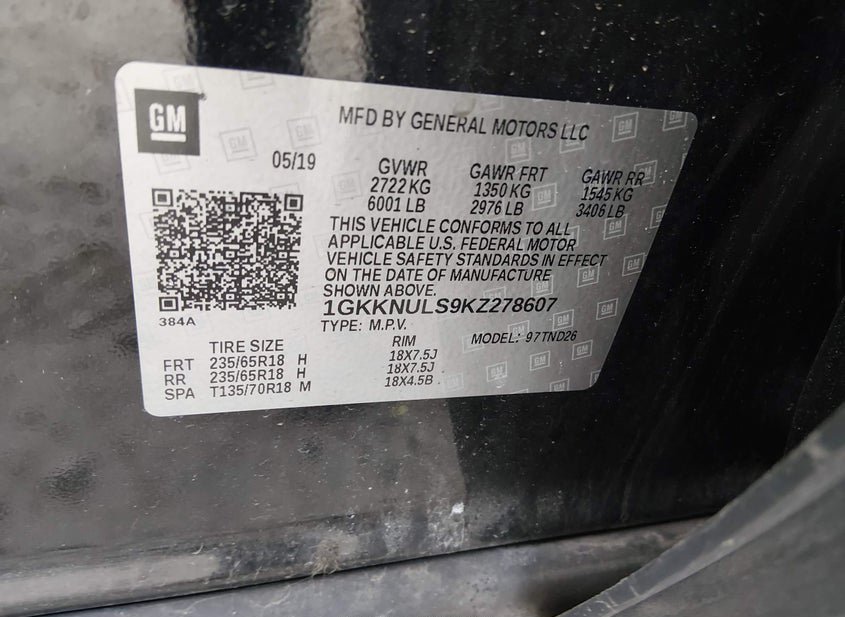 GM
MFD BY GENERAL MOTORS LLC
05/19 GVWR GAWR FRT GAWR RR
2722 KG 1350 KG 1545 KG
6001 LB 2976 LB 3406 LB
THIS VEHICLE CONFORMS TO ALL
APPLICABLE U.S. FEDERAL MOTOR
VEHICLE SAFETY STANDARDS IN EFFECT
ON THE DATE OF MANUFACTURE
SHOWN ABOVE.
384A
1GKKNULS9KZ278607
TYPE: M.P.V. MODEL: 97TND26
TIRE SIZE RIM
FRT 235/65R18 H 18X7.5J
RR 235/65R18 H 18X7.5J
SPA T135/70R18 M 18X4.5B